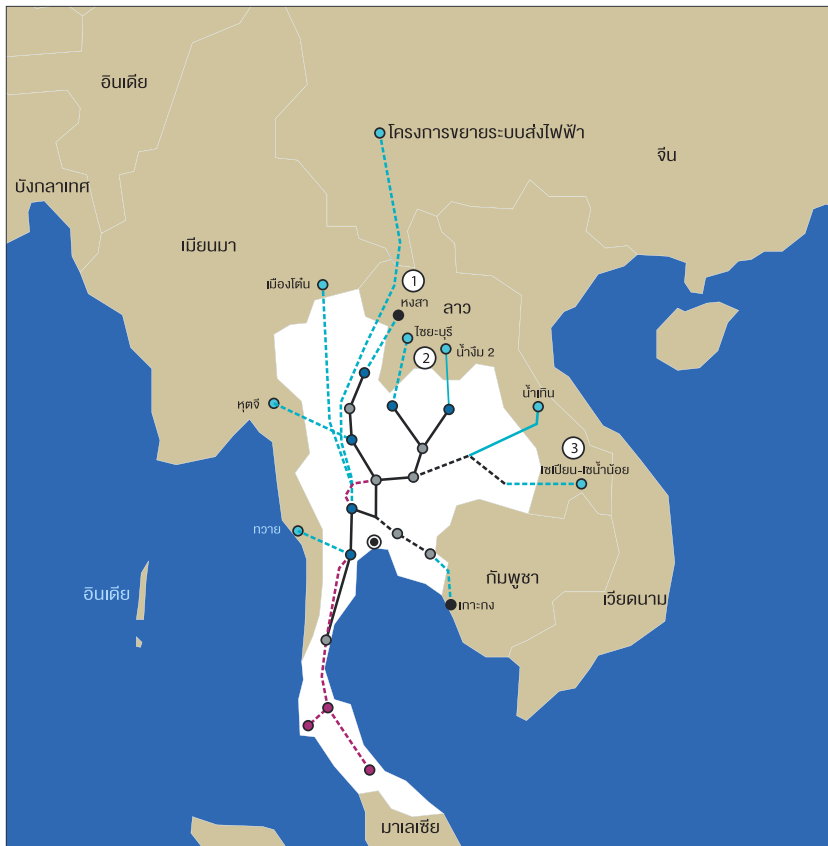 อินเดีย
โครงการขยายระบบส่งไฟฟ้า
จีน
บังกลาเทศ
เมียนมา
เมืองโต๋น
1
หงสา
ลาว
ไซยะบุรี
2
น้ำงึม 2
น้ำเทิน
หุตจี
3
เซเปียน-เซน้ำน้อย
ทวาย
กัมพูชา
อินเดีย
เวียดนาม
เกาะกง
มาเลเซีย